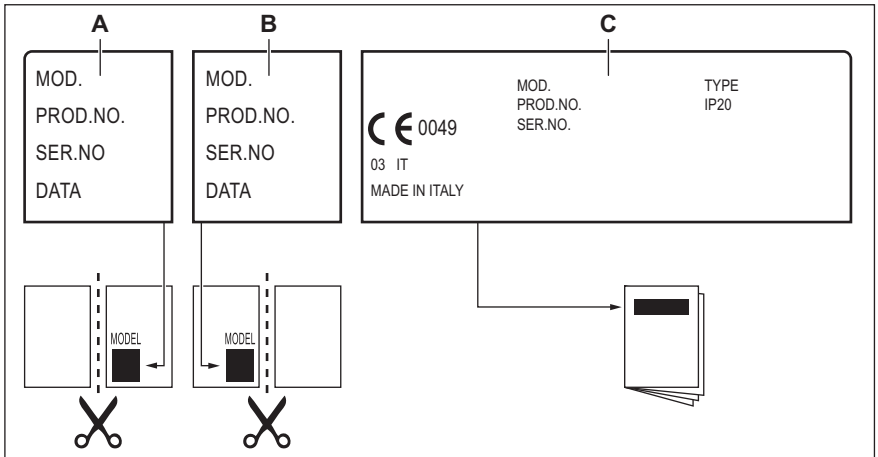 A
B
C
MOD.
PROD.NO.
SER.NO
DATA
MOD.
PROD.NO.
SER.NO
DATA
MOD.
PROD.NO.
SER.NO.
TYPE
IP20
CE 0049
03 IT
MADE IN ITALY
MODEL
MODEL